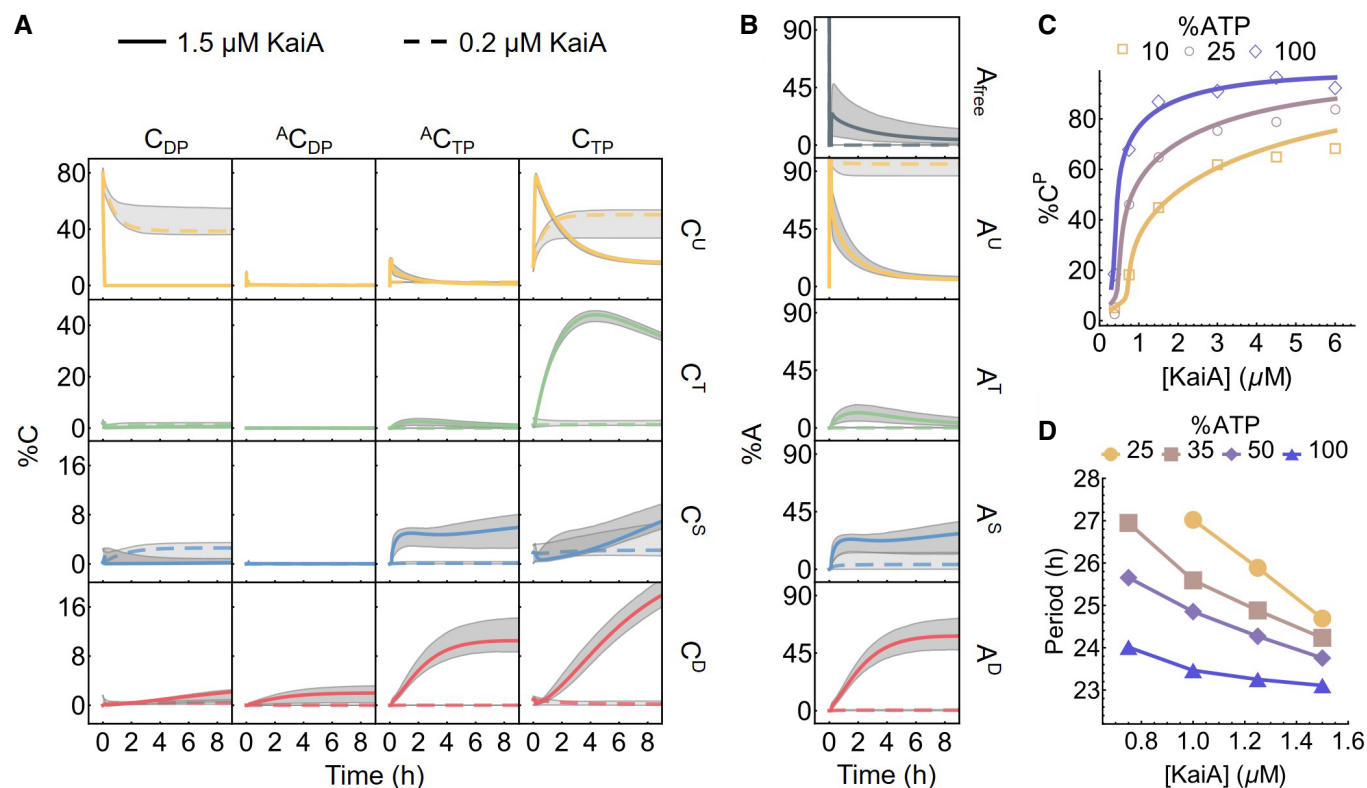 A
1.5 μM KaiA
0.2 μM KaiA
C_DP
^A C_DP
^A C_TP
C_TP
80
40
0
C^U
40
20
0
C^T
16
8
0
C^S
16
8
0
C^D
%C
0 2 4 6 8
0 2 4 6 8
0 2 4 6 8
0 2 4 6 8
Time (h)
B
90
45
0
A_free
90
45
0
A^U
90
45
0
A^T
90
45
0
A^S
90
45
0
A^D
%A
0 2 4 6 8
Time (h)
C
%ATP
10 25 100
80
60
40
20
0
%C^P
0 1 2 3 4 5 6
[KaiA] (μM)
D
%ATP
25 35 50 100
28
27
26
25
24
23
Period (h)
0.8 1.0 1.2 1.4 1.6
[KaiA] (μM)